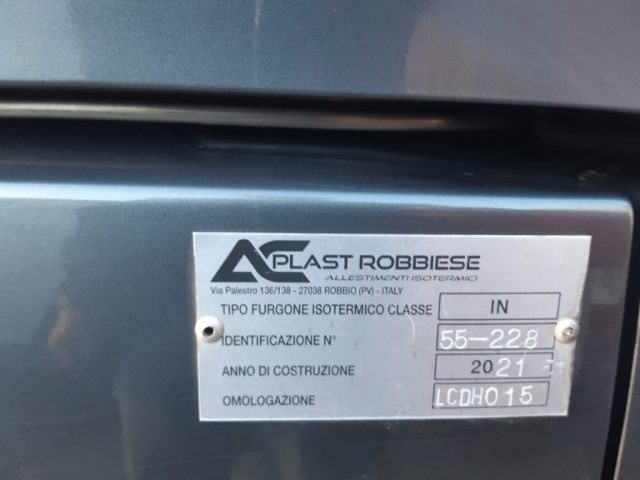 AC PLAST ROBBIESE
ALLESTIMENTI ISOTERMICI
Via Palestro 136/138 - 27038 ROBBIO (PV) - ITALY
TIPO FURGONE ISOTERMICO CLASSE IN
IDENTIFICAZIONE N° 55-228
ANNO DI COSTRUZIONE 2021
OMOLOGAZIONE LCDH015